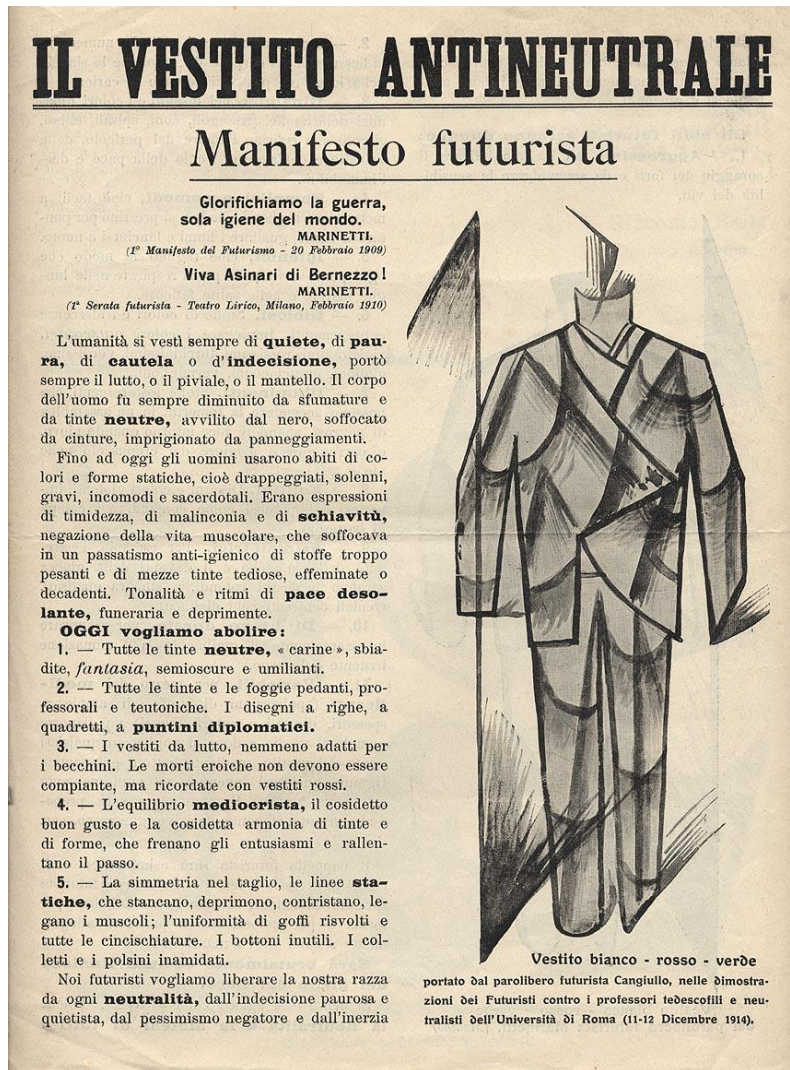 IL VESTITO ANTINEUTRALE
Manifesto futurista
Glorifichiamo la guerra,
sola igiene del mondo.
MARINETTI.
(1º Manifesto del Futurismo - 20 Febbraio 1909)
Viva Asinari di Bernezzo!
MARINETTI.
(1ª Serata futurista - Teatro Lirico, Milano, Febbraio 1910)
L'umanità si vestì sempre di quiete, di pau-
ra, di cautela o d'indecisione, portò
sempre il lutto, o il piviale, o il mantello. Il corpo
dell'uomo fu sempre diminuito da sfumature e
da tinte neutre, avvilito dal nero, soffocato
da cinture, imprigionato da panneggiamenti.
Fino ad oggi gli uomini usarono abiti di co-
lori e forme statiche, cioè drappeggiati, solenni,
gravi, incomodi e sacerdotali. Erano espressioni
di timidezza, di malinconia e di schiavitù,
negazione della vita muscolare, che soffocava
in un passatismo anti-igienico di stoffe troppo
pesanti e di mezze tinte tediose, effeminate o
decadenti. Tonalità e ritmi di pace deso-
lante, funeraria e deprimente.
OGGI vogliamo abolire:
1. — Tutte le tinte neutre, « carine », sbia-
dite, fantasia, semioscure e umilianti.
2. — Tutte le tinte e le foggie pedanti, pro-
fessorali e teutoniche. I disegni a righe, a
quadretti, a puntini diplomatici.
3. — I vestiti da lutto, nemmeno adatti per
i becchini. Le morti eroiche non devono essere
compiante, ma ricordate con vestiti rossi.
4. — L'equilibrio mediocrista, il cosidetto
buon gusto e la cosidetta armonia di tinte e
di forme, che frenano gli entusiasmi e rallen-
tano il passo.
5. — La simmetria nel taglio, le linee sta-
tiche, che stancano, deprimono, contristano, le-
gano i muscoli; l'uniformità di goffi risvolti e
tutte le cincischiature. I bottoni inutili. I col-
letti e i polsini inamidati.
Noi futuristi vogliamo liberare la nostra razza
da ogni neutralità, dall'indecisione paurosa e
quietista, dal pessimismo negatore e dall'inerzia
Vestito bianco - rosso - verde
portato dal parolibero futurista Cangiullo, nelle dimostra-
zioni dei Futuristi contro i professori tedescofili e neu-
tralisti dell'Università di Roma (11-12 Dicembre 1914).